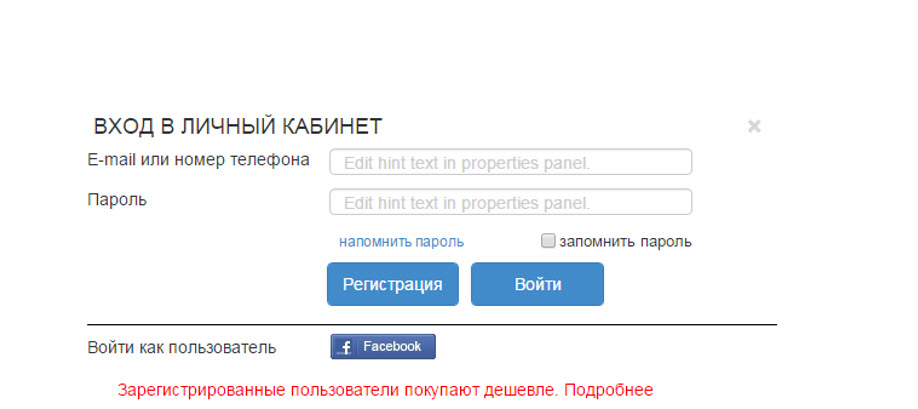 ВХОД В ЛИЧНЫЙ КАБИНЕТ
E-mail или номер телефона Edit hint text in properties panel.
Пароль Edit hint text in properties panel.
напомнить пароль запомнить пароль
Регистрация Войти
Войти как пользователь Facebook
Зарегистрированные пользователи покупают дешевле. Подробнее